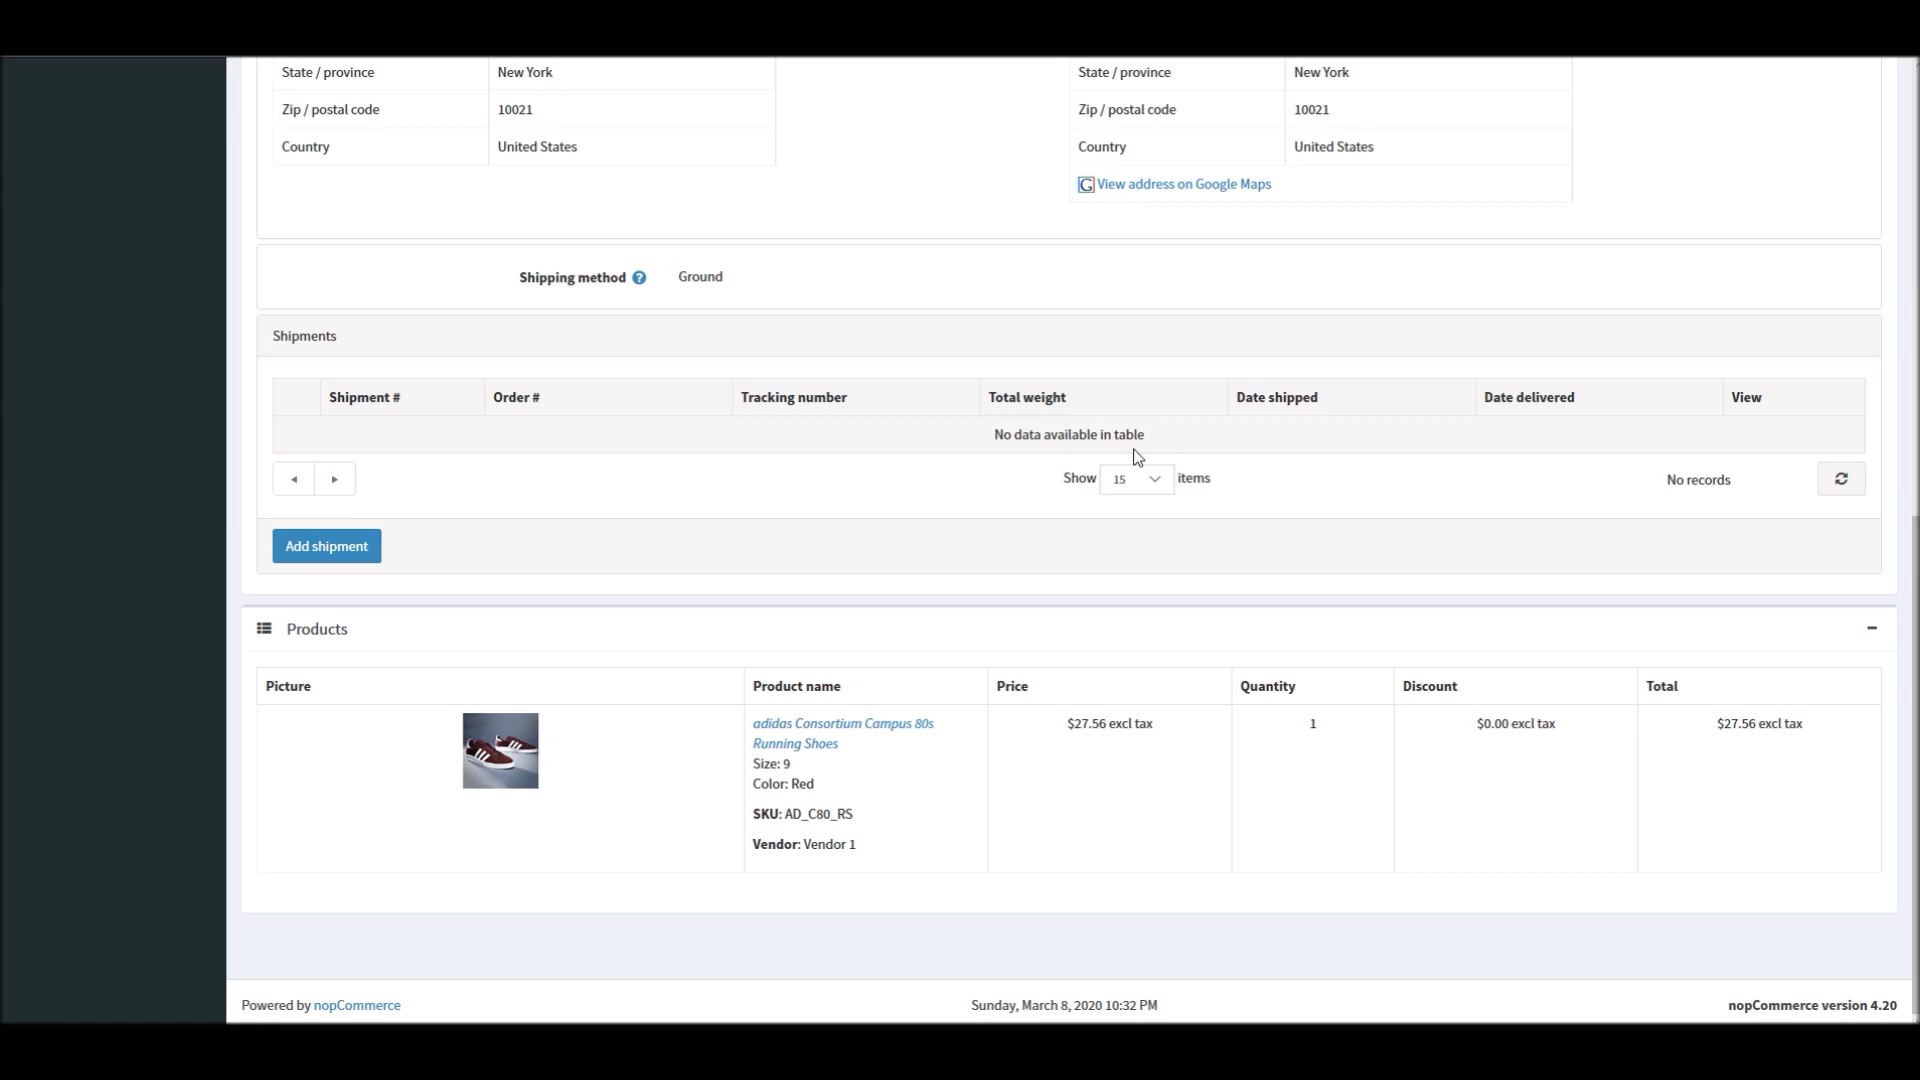 State / province New York State / province New York
Zip / postal code 10021 Zip / postal code 10021
Country United States Country United States
View address on Google Maps
Shipping method ? Ground
Shipments
Shipment # Order # Tracking number Total weight Date shipped Date delivered View
No data available in table
Show 15 items No records
Add shipment
Products
Picture Product name Price Quantity Discount Total
adidas Consortium Campus 80s $27.56 excl tax 1 $0.00 excl tax $27.56 excl tax
Running Shoes
Size: 9
Color: Red
SKU: AD_C80_RS
Vendor: Vendor 1
Powered by nopCommerce Sunday, March 8, 2020 10:32 PM nopCommerce version 4.20